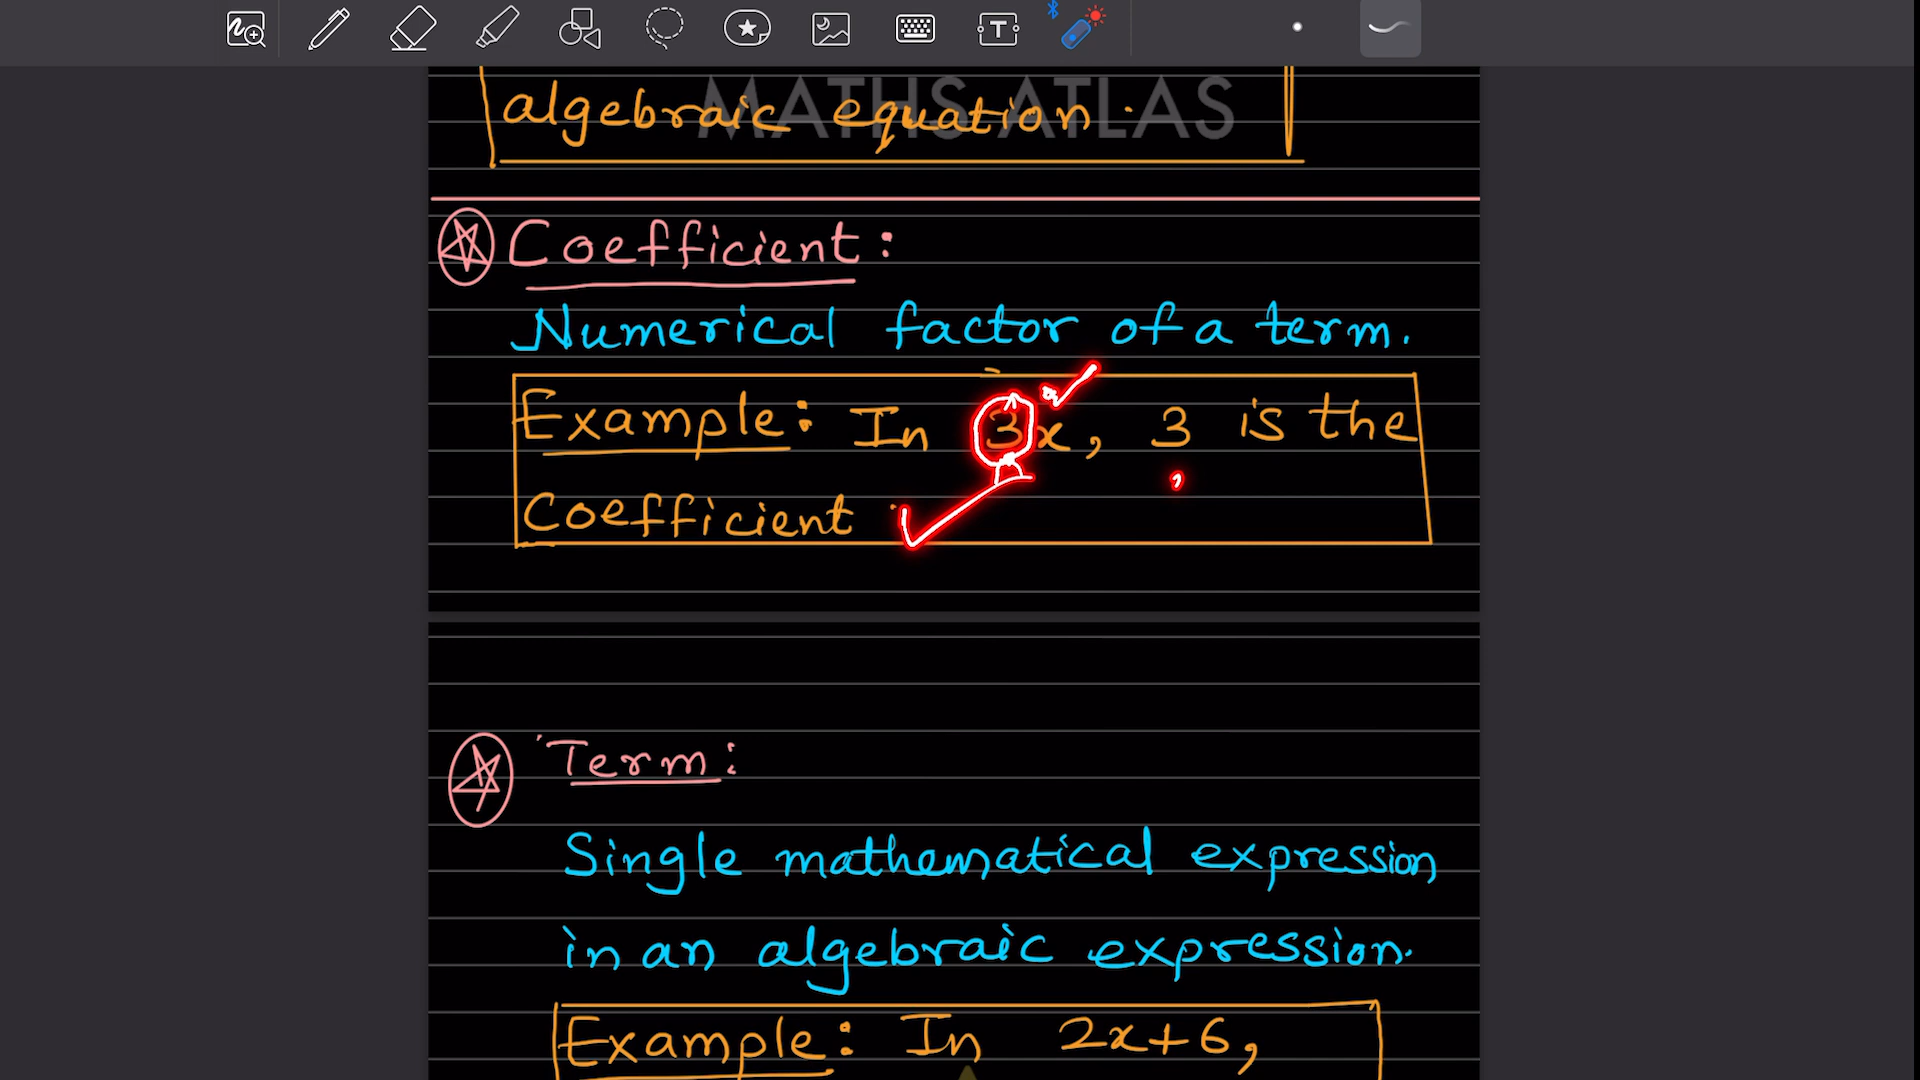 MATHS ATLAS
algebraic equation.
Coefficient:
Numerical factor of a term.
Example: In 3x, 3 is the
Coefficient
Term:
Single mathematical expression
in an algebraic expression.
Example: In 2x+6,